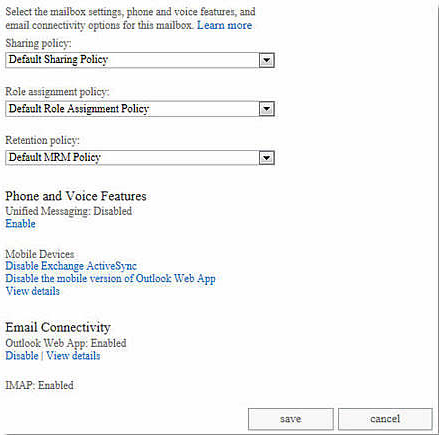 Select the mailbox settings, phone and voice features, and
email connectivity options for this mailbox. Learn more
Sharing policy:
Default Sharing Policy
Role assignment policy:
Default Role Assignment Policy
Retention policy:
Default MRM Policy
Phone and Voice Features
Unified Messaging: Disabled
Enable
Mobile Devices
Disable Exchange ActiveSync
Disable the mobile version of Outlook Web App
View details
Email Connectivity
Outlook Web App: Enabled
Disable | View details
IMAP: Enabled
save cancel